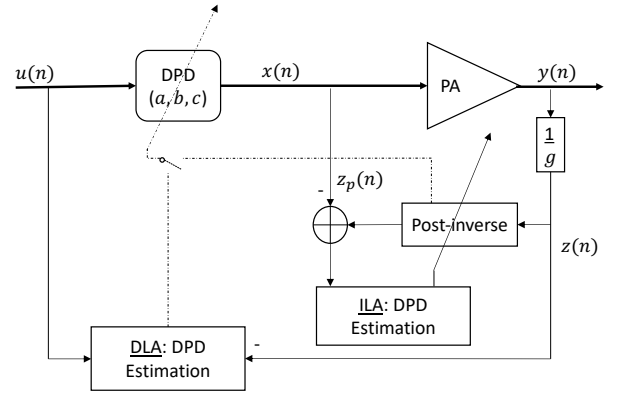 u(n)
DPD
(a, b, c)
x(n)
PA
y(n)
1
g
z_p(n)
-
Post-inverse
z(n)
ILA: DPD
Estimation
DLA: DPD
Estimation
-